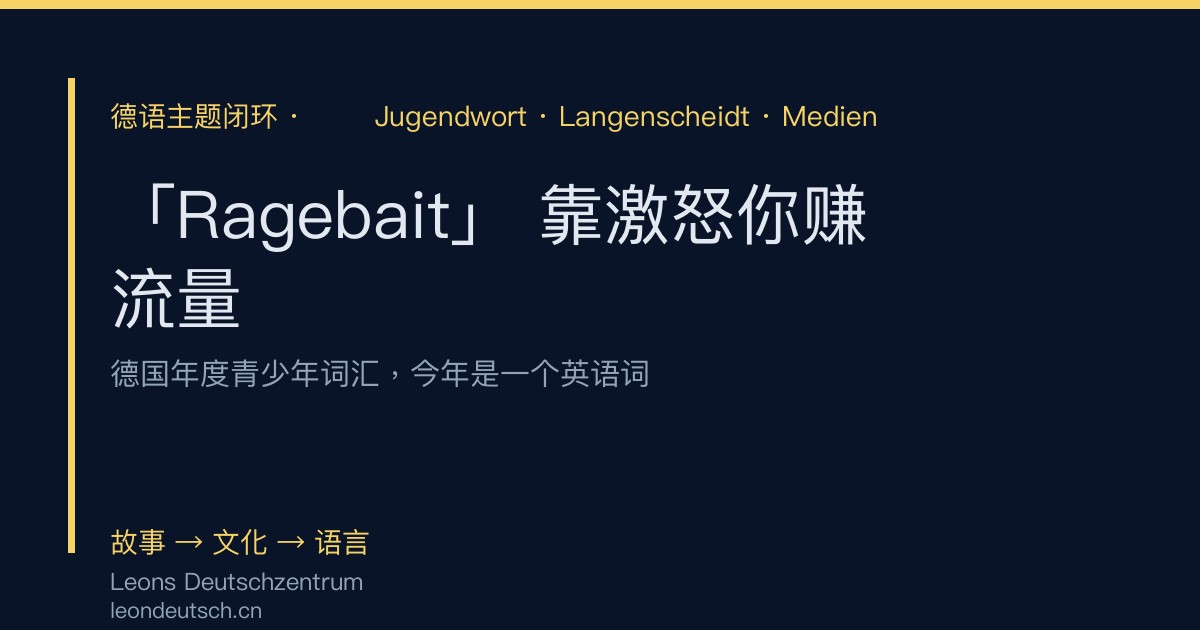 德语主题闭环 · Jugendwort · Langenscheidt · Medien
「Ragebait」 靠激怒你赚
流量
德国年度青少年词汇，今年是一个英语词
故事 → 文化 → 语言
Leons Deutschzentrum
leondeutsch.cn